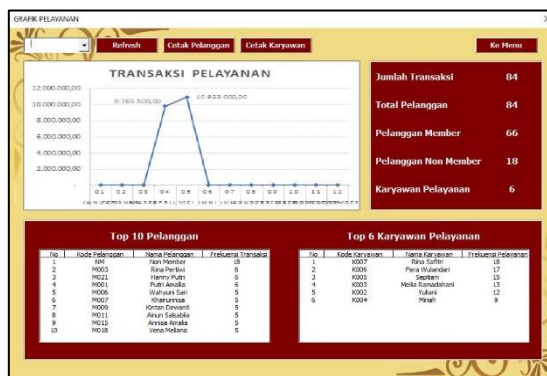 GRAFIK PELAYANAN
Refresh Cetak Pelanggan Cetak Karyawan Ke Menu
TRANSAKSI PELAYANAN
12.000.000,00
10.000.000,00
8.000.000,00
6.000.000,00
4.000.000,00
2.000.000,00
-
10.933.000,00
01 02 03 04 05 06 07 08 09 10 11 12
Jumlah Transaksi 84
Total Pelanggan 84
Pelanggan Member 66
Pelanggan Non Member 18
Karyawan Pelayanan 6
Top 10 Pelanggan
No Kode Pelanggan Nama Pelanggan Frekuensi Transaksi
1 NM Non Member 18
2 M003 Rina Pertiwi 6
3 M021 Hanny Putri 6
4 M001 Putri Amalia 6
5 M006 Wahyuni Sari 5
6 M007 Khairunnisa 5
7 M009 Kintan Dewanti 5
8 M011 Ainun Salsabila 5
9 M015 Annisa Amalia 5
10 M018 Vena Meliana 5
Top 6 Karyawan Pelayanan
No Kode Karyawan Nama Karyawan Frekuensi Pelayanan
1 K007 Rina Safitri 18
2 K006 Fera Wulandari 17
3 K005 Septiani 15
4 K003 Meila Ramadahani 13
5 K002 Yuliani 12
6 K004 Minah 9